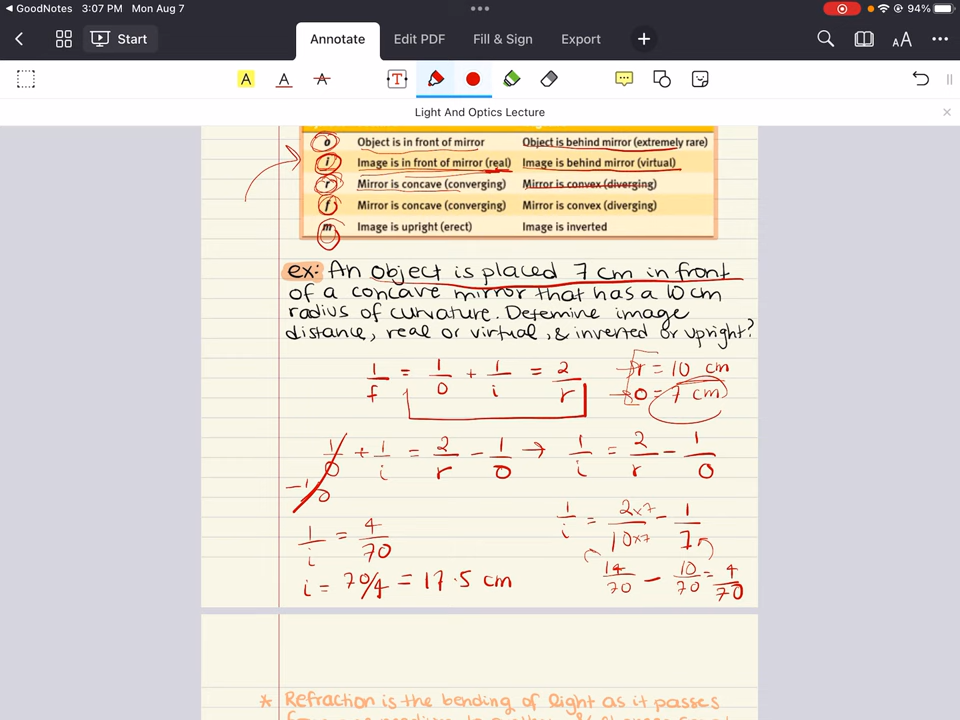 GoodNotes 3:07 PM Mon Aug 7 94%
Start Annotate Edit PDF Fill & Sign Export
A A A T
Light And Optics Lecture
o Object is in front of mirror Object is behind mirror (extremely rare)
i Image is in front of mirror (real) Image is behind mirror (virtual)
r Mirror is concave (converging) Mirror is convex (diverging)
f Mirror is concave (converging) Mirror is convex (diverging)
m Image is upright (erect) Image is inverted
ex: An object is placed 7 cm in front
of a concave mirror that has a 10 cm
radius of curvature. Detemine image
distance, real or virtual, & inverted or upright?
1/f = 1/o + 1/i = 2/r r = 10 cm
o = 7 cm
1/o + 1/i = 2/r - 1/o → 1/i = 2/r - 1/o
-1/o
1/i = 2x7/10x7 - 1/7
1/i = 4/70
14/70 - 10/70 = 4/70
i = 70/4 = 17.5 cm
* Refraction is the bending of light as it passes